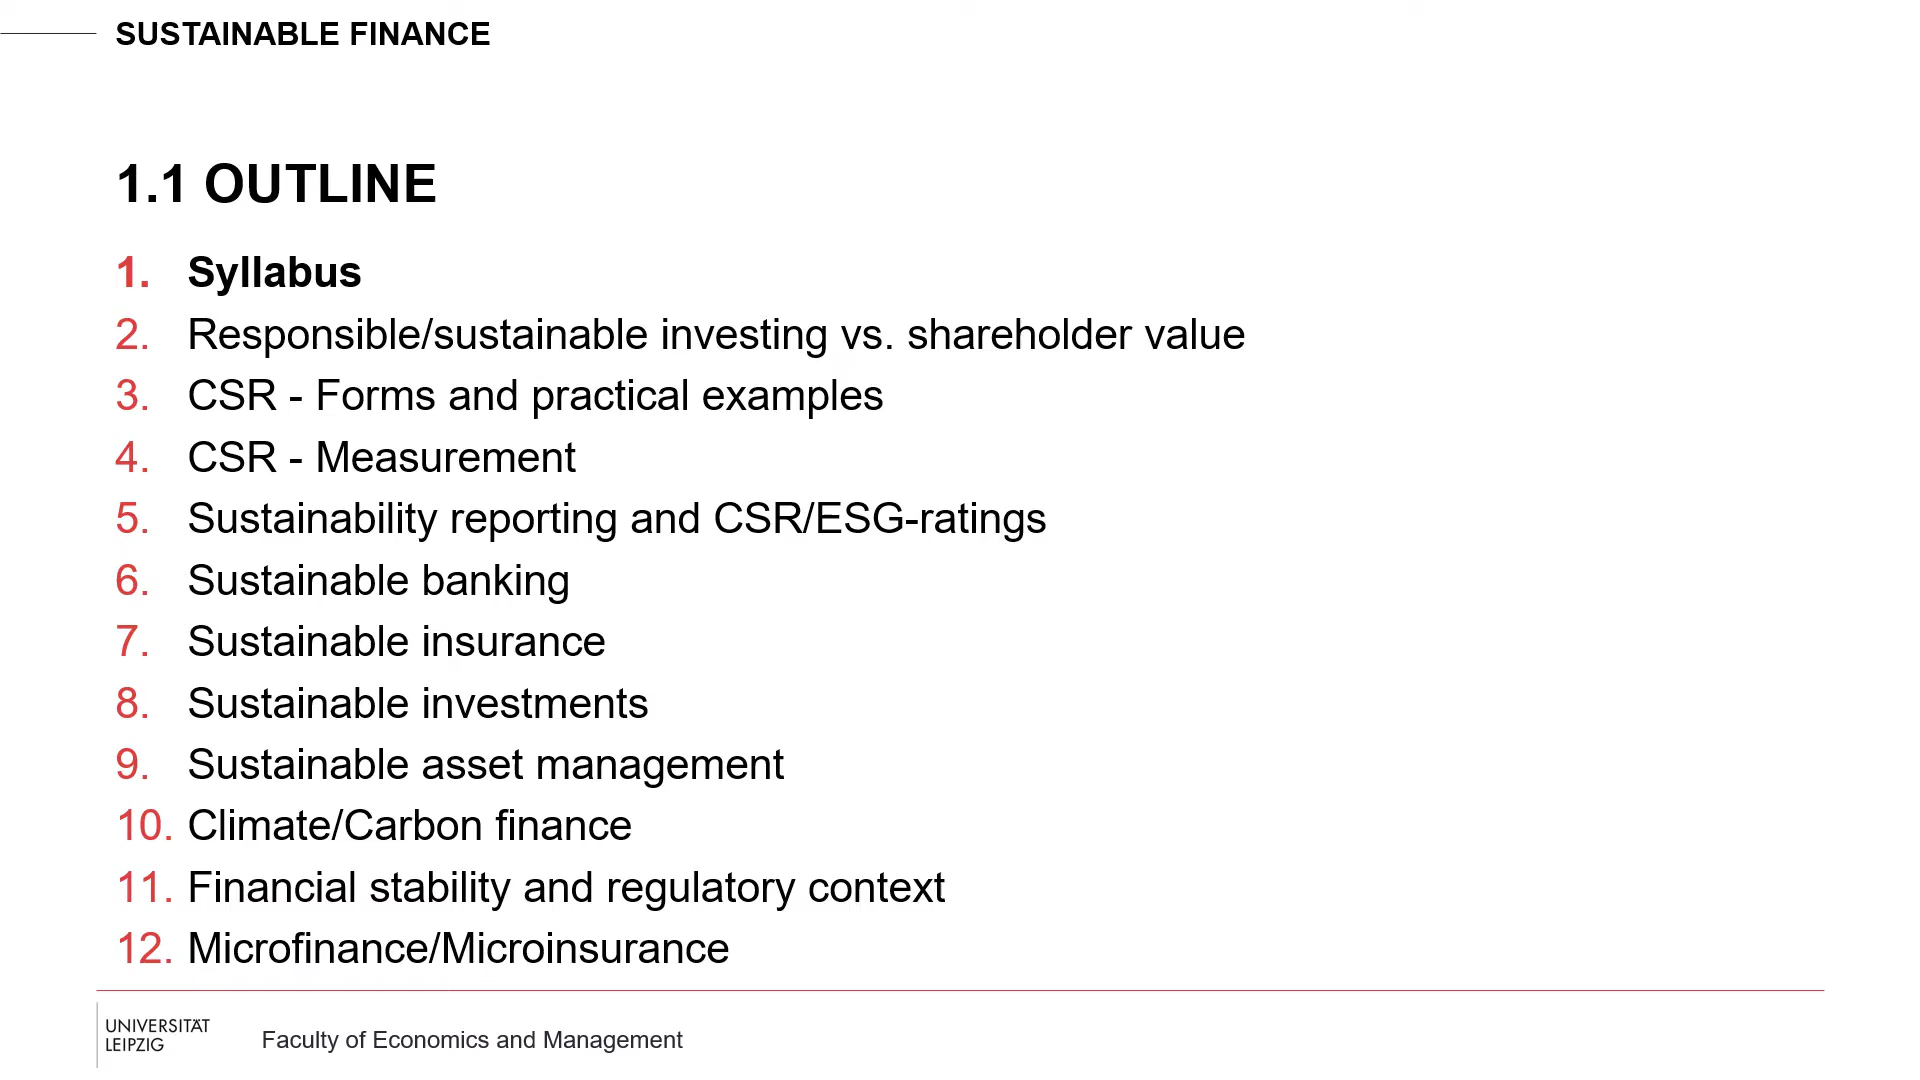 SUSTAINABLE FINANCE
1.1 OUTLINE
1. Syllabus
2. Responsible/sustainable investing vs. shareholder value
3. CSR - Forms and practical examples
4. CSR - Measurement
5. Sustainability reporting and CSR/ESG-ratings
6. Sustainable banking
7. Sustainable insurance
8. Sustainable investments
9. Sustainable asset management
10. Climate/Carbon finance
11. Financial stability and regulatory context
12. Microfinance/Microinsurance
UNIVERSITÄT
LEIPZIG
Faculty of Economics and Management